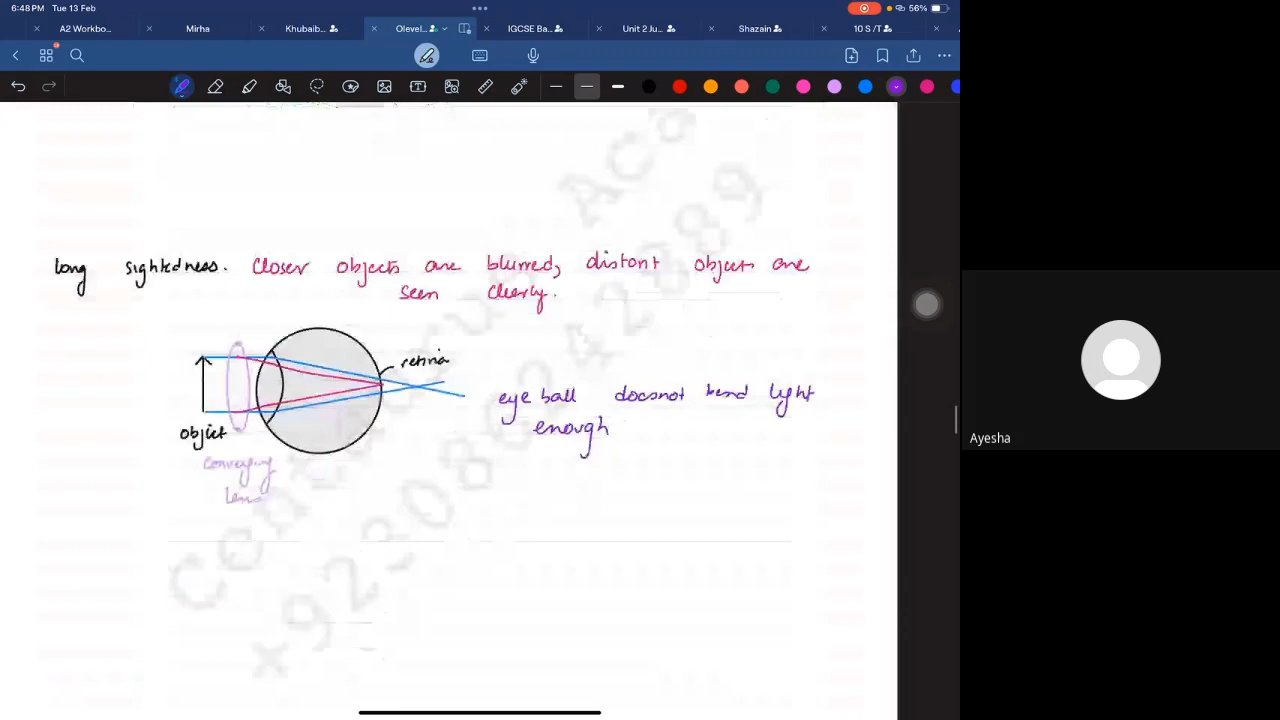 6:48 PM Tue 13 Feb
56%
A2 Workbo...
Mirha
Khubaib...
Olevel...
IGCSE Ba...
Unit 2 Ju...
Shazain...
10 S /T
long sightedness. Closer objects are blurred, distant objects are
seen clearly.
retina
eye ball doesnot bend light
enough
object
converging
lens
Ayesha